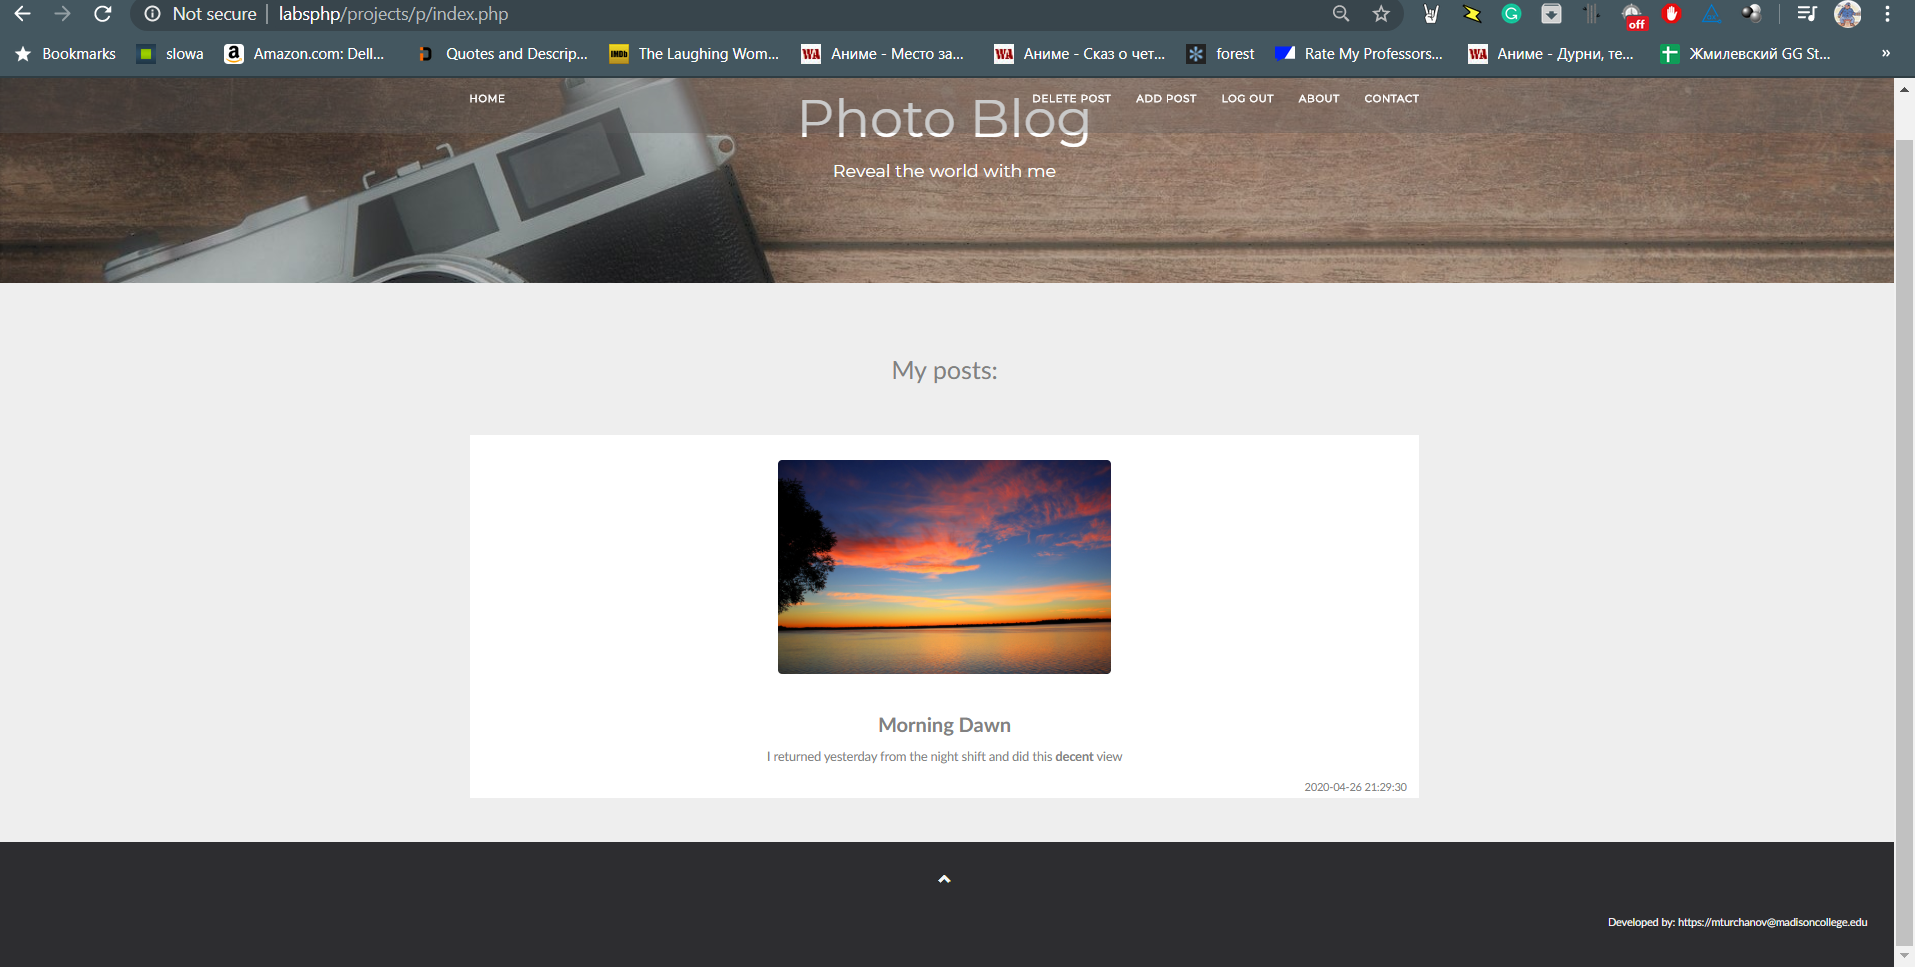 Not secure labsphp/projects/p/index.php
off
Bookmarks slowa Amazon.com: Dell... Quotes and Descrip... IMDb The Laughing Wom... WA Аниме - Место за... WA Аниме - Сказ о чет... forest Rate My Professors... WA Аниме - Дурни, те... Жмилевский GG St... »
HOME DELETE POST ADD POST LOG OUT ABOUT CONTACT
Photo Blog
Reveal the world with me
My posts:
Morning Dawn
I returned yesterday from the night shift and did this decent view
2020-04-26 21:29:30
Developed by: https://mturchanov@madisoncollege.edu